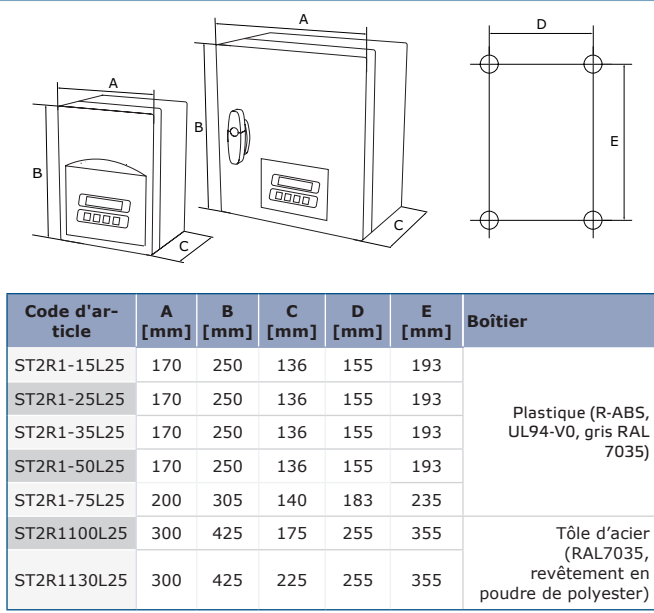 A
A
D
B
B
E
C
C
Code d'ar-
ticle
A
[mm]
B
[mm]
C
[mm]
D
[mm]
E
[mm]
Boîtier
ST2R1-15L25 170 250 136 155 193
ST2R1-25L25 170 250 136 155 193
ST2R1-35L25 170 250 136 155 193
ST2R1-50L25 170 250 136 155 193
ST2R1-75L25 200 305 140 183 235
Plastique (R-ABS,
UL94-V0, gris RAL
7035)
ST2R1100L25 300 425 175 255 355
ST2R1130L25 300 425 225 255 355
Tôle d’acier
(RAL7035,
revêtement en
poudre de polyester)